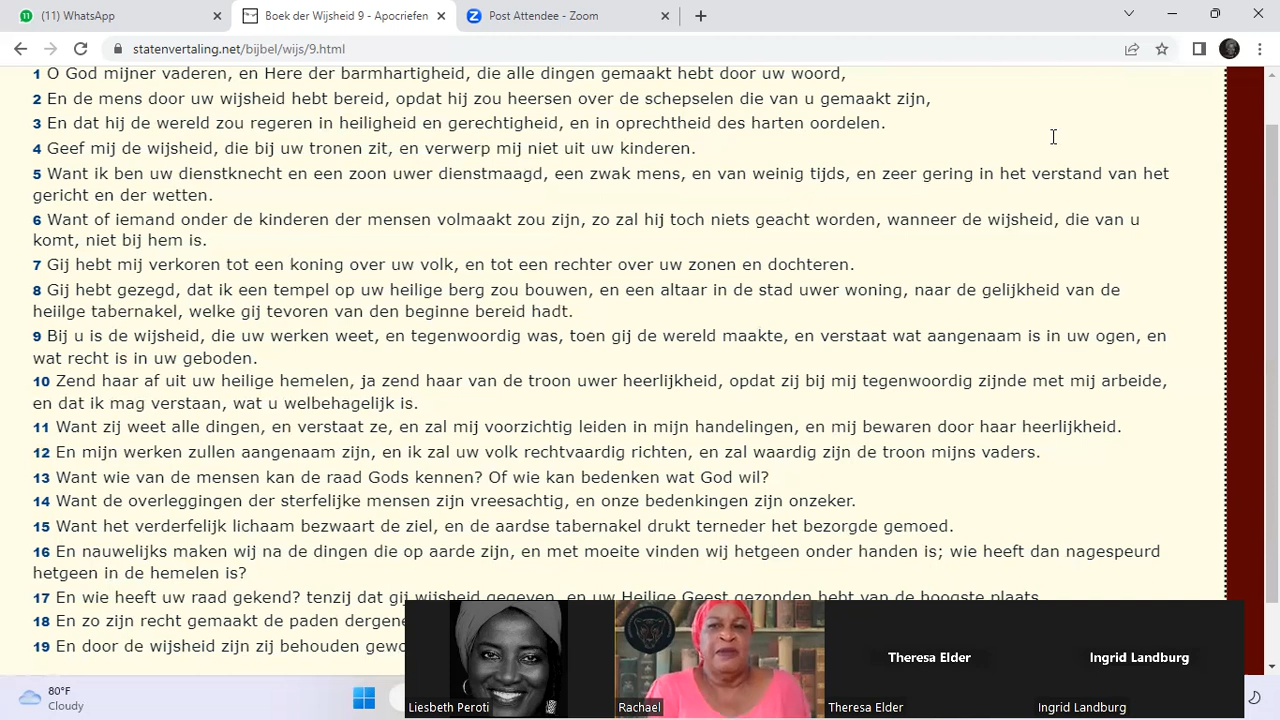 (11) WhatsApp
Boek der Wijsheid 9 - Apocriefen
Post Attendee - Zoom
statenvertaling.net/bijbel/wijs/9.html
1 O God mijner vaderen, en Here der barmhartigheid, die alle dingen gemaakt hebt door uw woord,
2 En de mens door uw wijsheid hebt bereid, opdat hij zou heersen over de schepselen die van u gemaakt zijn,
3 En dat hij de wereld zou regeren in heiligheid en gerechtigheid, en in oprechtheid des harten oordelen.
4 Geef mij de wijsheid, die bij uw tronen zit, en verwerp mij niet uit uw kinderen.
5 Want ik ben uw dienstknecht en een zoon uwer dienstmaagd, een zwak mens, en van weinig tijds, en zeer gering in het verstand van het
gericht en der wetten.
6 Want of iemand onder de kinderen der mensen volmaakt zou zijn, zo zal hij toch niets geacht worden, wanneer de wijsheid, die van u
komt, niet bij hem is.
7 Gij hebt mij verkoren tot een koning over uw volk, en tot een rechter over uw zonen en dochteren.
8 Gij hebt gezegd, dat ik een tempel op uw heilige berg zou bouwen, en een altaar in de stad uwer woning, naar de gelijkheid van de
heiilge tabernakel, welke gij tevoren van den beginne bereid hadt.
9 Bij u is de wijsheid, die uw werken weet, en tegenwoordig was, toen gij de wereld maakte, en verstaat wat aangenaam is in uw ogen, en
wat recht is in uw geboden.
10 Zend haar af uit uw heilige hemelen, ja zend haar van de troon uwer heerlijkheid, opdat zij bij mij tegenwoordig zijnde met mij arbeide,
en dat ik mag verstaan, wat u welbehagelijk is.
11 Want zij weet alle dingen, en verstaat ze, en zal mij voorzichtig leiden in mijn handelingen, en mij bewaren door haar heerlijkheid.
12 En mijn werken zullen aangenaam zijn, en ik zal uw volk rechtvaardig richten, en zal waardig zijn de troon mijns vaders.
13 Want wie van de mensen kan de raad Gods kennen? Of wie kan bedenken wat God wil?
14 Want de overleggingen der sterfelijke mensen zijn vreesachtig, en onze bedenkingen zijn onzeker.
15 Want het verderfelijk lichaam bezwaart de ziel, en de aardse tabernakel drukt terneder het bezorgde gemoed.
16 En nauwelijks maken wij na de dingen die op aarde zijn, en met moeite vinden wij hetgeen onder handen is; wie heeft dan nagespeurd
hetgeen in de hemelen is?
17 En wie heeft uw raad gekend? tenzij dat gij wijsheid gegeven, en uw Heilige Geest gezonden hebt van de hoogste plaats
18 En zo zijn recht gemaakt de paden dergene
19 En door de wijsheid zijn zij behouden gewo
Theresa Elder
Ingrid Landburg
Liesbeth Peroti
Rachael
Theresa Elder
Ingrid Landburg
80°F
Cloudy